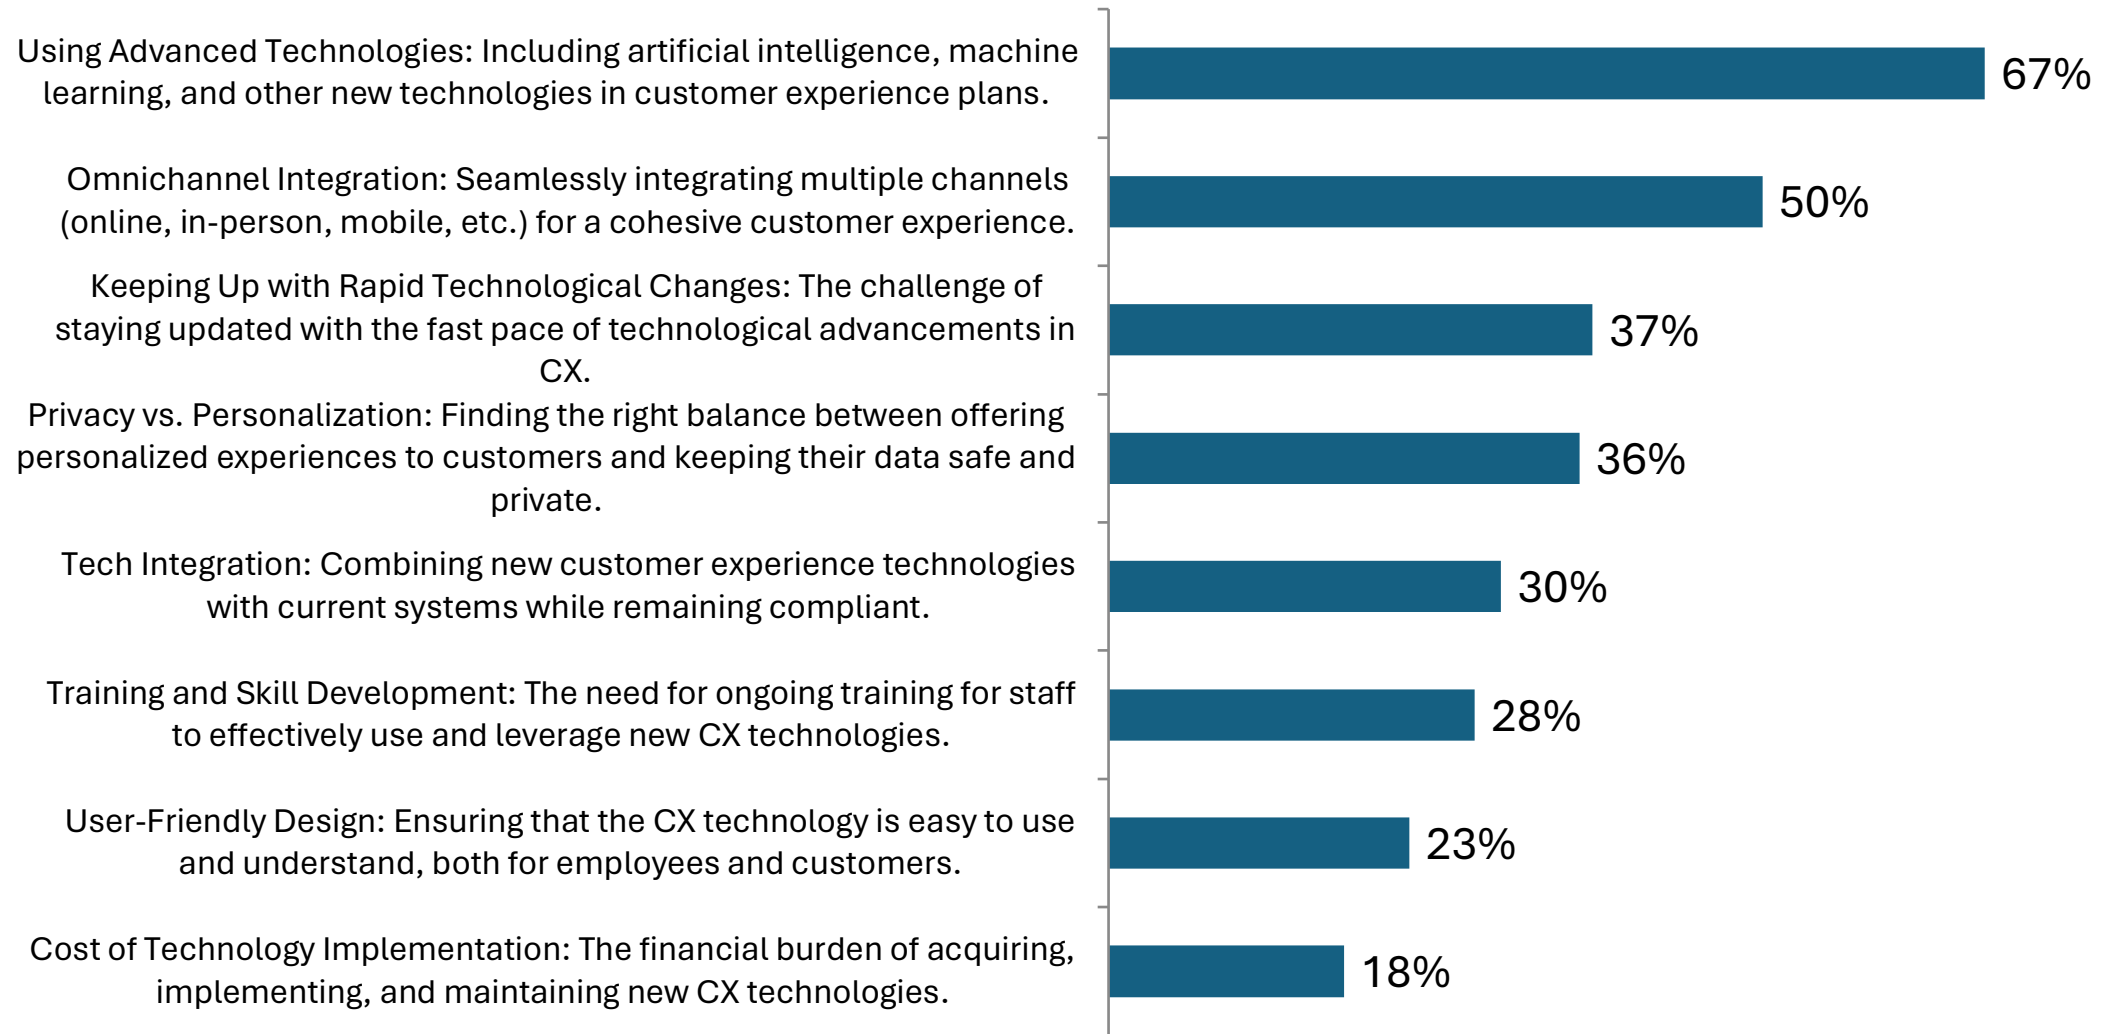 Using Advanced Technologies: Including artificial intelligence, machine
learning, and other new technologies in customer experience plans.
67%
Omnichannel Integration: Seamlessly integrating multiple channels
(online, in-person, mobile, etc.) for a cohesive customer experience.
50%
Keeping Up with Rapid Technological Changes: The challenge of
staying updated with the fast pace of technological advancements in
CX.
37%
Privacy vs. Personalization: Finding the right balance between offering
personalized experiences to customers and keeping their data safe and
private.
36%
Tech Integration: Combining new customer experience technologies
with current systems while remaining compliant.
30%
Training and Skill Development: The need for ongoing training for staff
to effectively use and leverage new CX technologies.
28%
User-Friendly Design: Ensuring that the CX technology is easy to use
and understand, both for employees and customers.
23%
Cost of Technology Implementation: The financial burden of acquiring,
implementing, and maintaining new CX technologies.
18%